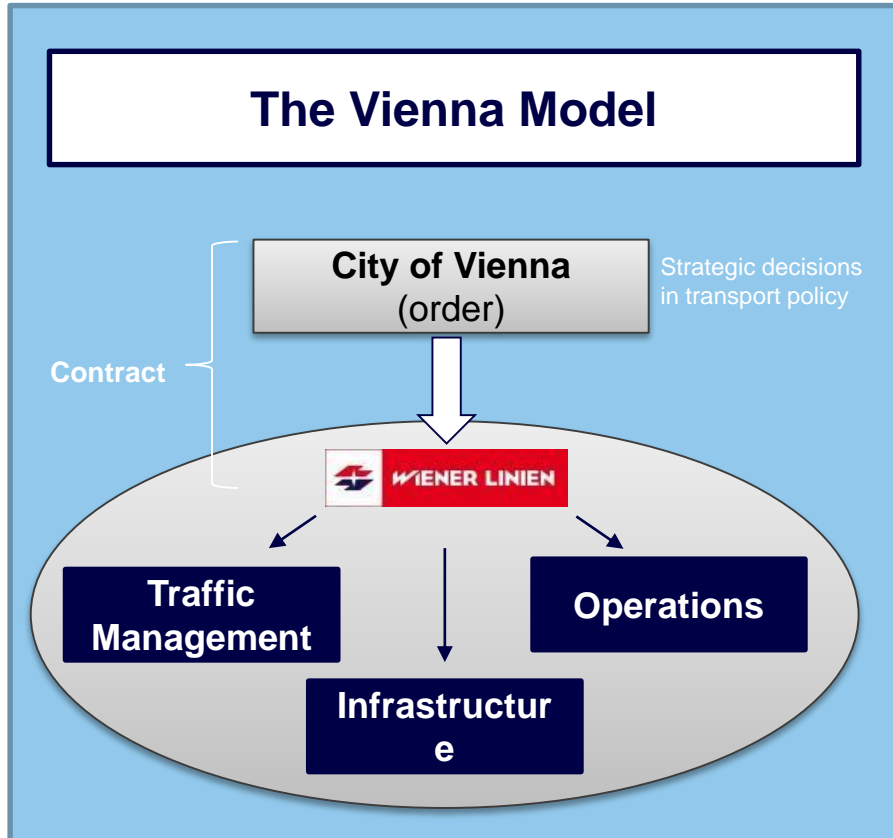 The Vienna Model
City of Vienna
(order)
Strategic decisions
in transport policy
Contract
WIENER LINIEN
Traffic
Management
Operations
Infrastructur
e